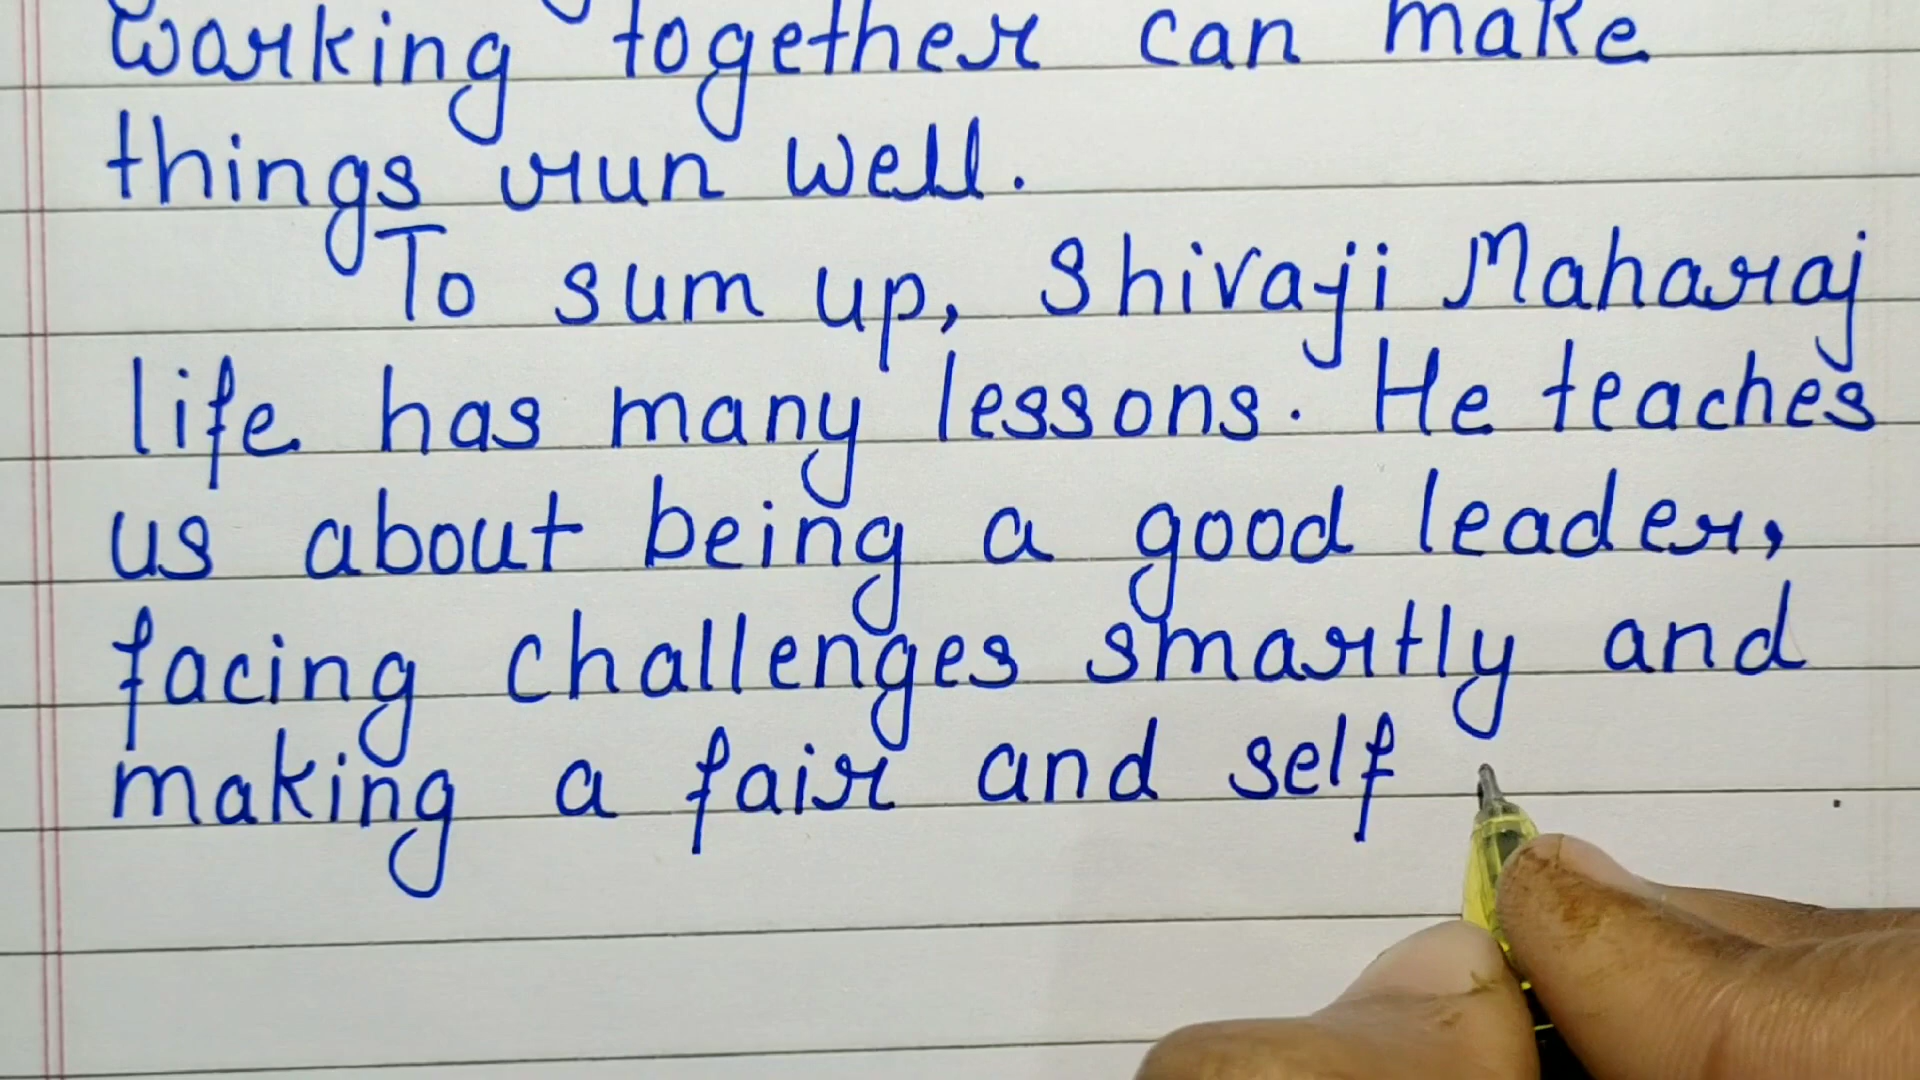 working together can make
things run well.
To sum up, Shivaji Maharaj
life has many lessons. He teaches
us about being a good leader,
facing challenges smartly and
making a fair and self